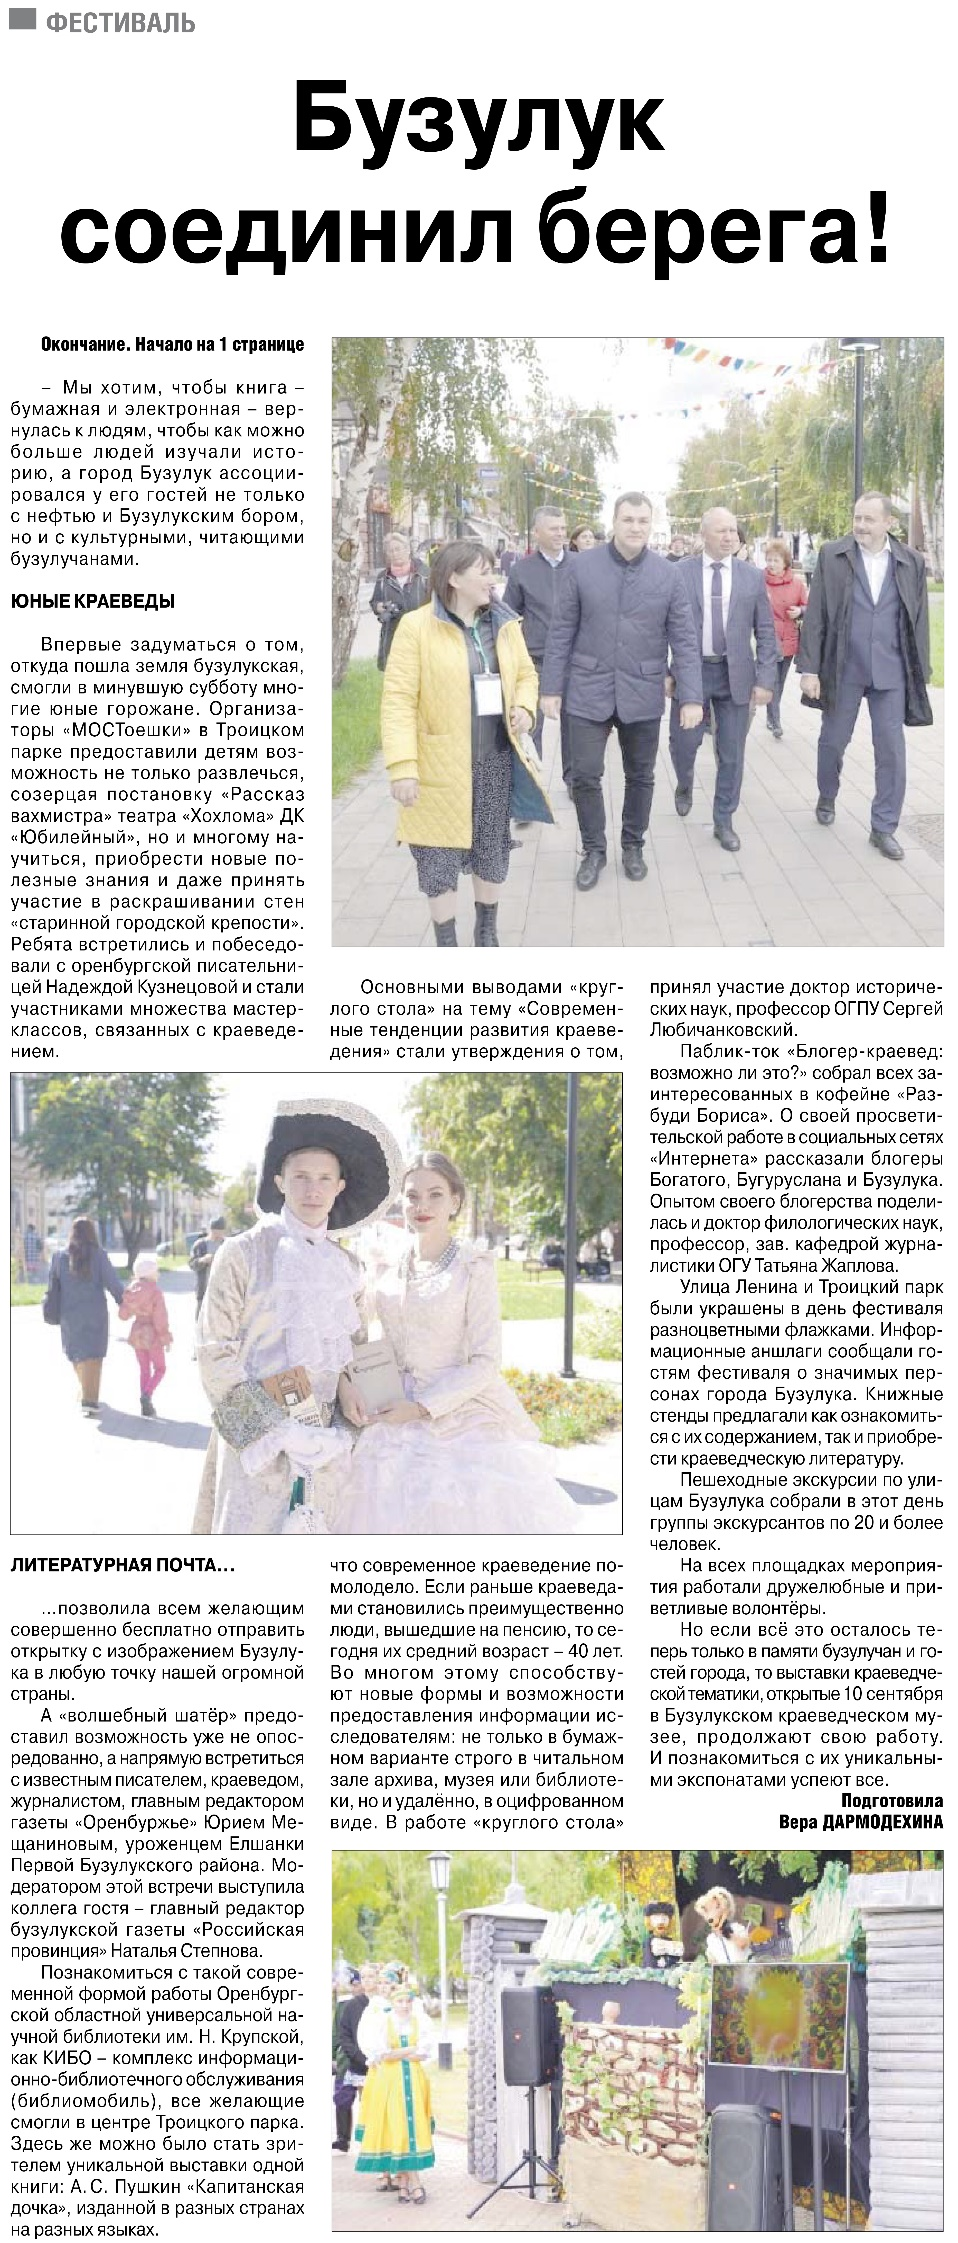 ФЕСТИВАЛЬ
Бузулук
соединил берега!
Окончание. Начало на 1 странице
– Мы хотим, чтобы книга –
бумажная и электронная – вер-
нулась к людям, чтобы как можно
больше людей изучали исто-
рию, а город Бузулук ассоции-
ровался у его гостей не только
с нефтью и Бузулукским бором,
но и с культурными, читающими
бузулучанами.
ЮНЫЕ КРАЕВЕДЫ
Впервые задуматься о том,
откуда пошла земля бузулукская,
смогли в минувшую субботу мно-
гие юные горожане. Организа-
торы «МОСТоешки» в Троицком
парке предоставили детям воз-
можность не только развлечься,
созерцая постановку «Рассказ
вахмистра» театра «Хохлома» ДК
«Юбилейный», но и многому на-
учиться, приобрести новые по-
лезные знания и даже принять
участие в раскрашивании стен
«старинной городской крепости».
Ребята встретились и побеседо-
вали с оренбургской писательни-
цей Надеждой Кузнецовой и стали
участниками множества мастер-
классов, связанных с краеведе-
нием.
ЛИТЕРАТУРНАЯ ПОЧТА...
...позволила всем желающим
совершенно бесплатно отправить
открытку с изображением Бузулу-
ка в любую точку нашей огромной
страны.
А «волшебный шатёр» предо-
ставил возможность уже не опос-
редованно, а напрямую встретиться
с известным писателем, краеведом,
журналистом, главным редактором
газеты «Оренбуржье» Юрием Ме-
щаниновым, уроженцем Елшанки
Первой Бузулукского района. Мо-
дератором этой встречи выступила
коллега гостя – главный редактор
бузулукской газеты «Российская
провинция» Наталья Степнова.
Познакомиться с такой совре-
менной формой работы Оренбург-
ской областной универсальной на-
учной библиотеки им. Н. Крупской,
как КИБО – комплекс информаци-
онно-библиотечного обслуживания
(библиомобиль), все желающие
смогли в центре Троицкого парка.
Здесь же можно было стать зри-
телем уникальной выставки одной
книги: А. С. Пушкин «Капитанская
дочка», изданной в разных странах
на разных языках.
Основными выводами «круг-
лого стола» на тему «Современ-
ные тенденции развития краеве-
дения» стали утверждения о том,
что современное краеведение по-
молодело. Если раньше краеведа-
ми становились преимущественно
люди, вышедшие на пенсию, то се-
годня их средний возраст – 40 лет.
Во многом этому способству-
ют новые формы и возможности
предоставления информации ис-
следователям: не только в бумаж-
ном варианте строго в читальном
зале архива, музея или библиоте-
ки, но и удалённо, в оцифрованном
виде. В работе «круглого стола»
принял участие доктор историче-
ских наук, профессор ОГПУ Сергей
Любичанковский.
Паблик-ток «Блогер-краевед:
возможно ли это?» собрал всех за-
интересованных в кофейне «Раз-
буди Бориса». О своей просвети-
тельской работе в социальных сетях
«Интернета» рассказали блогеры
Богатого, Бугуруслана и Бузулука.
Опытом своего блогерства подели-
лась и доктор филологических наук,
профессор, зав. кафедрой журна-
листики ОГУ Татьяна Жаплова.
Улица Ленина и Троицкий парк
были украшены в день фестиваля
разноцветными флажками. Инфор-
мационные аншлаги сообщали го-
стям фестиваля о значимых пер-
сонах города Бузулука. Книжные
стенды предлагали как ознакомить-
ся с их содержанием, так и приобре-
сти краеведческую литературу.
Пешеходные экскурсии по ули-
цам Бузулука собрали в этот день
группы экскурсантов по 20 и более
человек.
На всех площадках мероприя-
тия работали дружелюбные и при-
ветливые волонтёры.
Но если всё это осталось те-
перь только в памяти бузулучан и го-
стей города, то выставки краеведче-
ской тематики, открытые 10 сентября
в Бузулукском краеведческом му-
зее, продолжают свою работу.
И познакомиться с их уникальны-
ми экспонатами успеют все.
Подготовила
Вера ДАРМОДЕХИНА